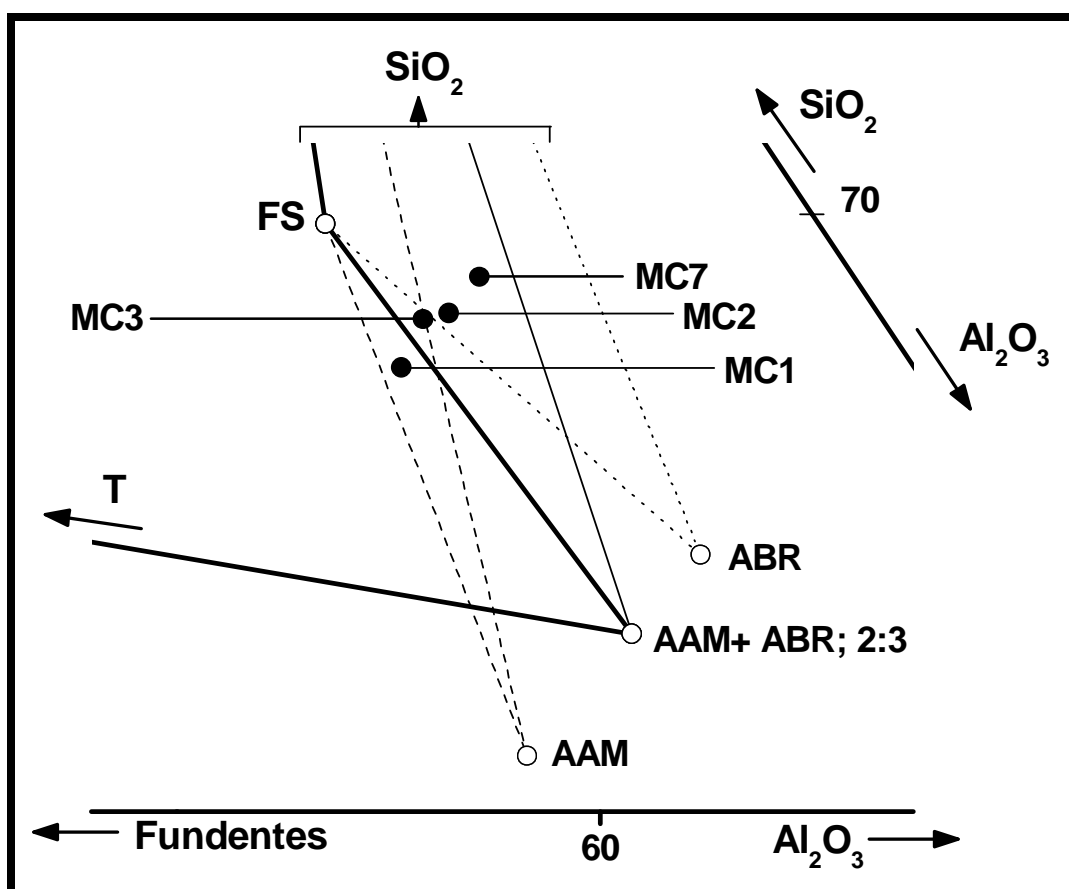 SiO2
SiO2
70
FS
MC7
MC2
MC3
Al2O3
MC1
T
ABR
AAM+ ABR; 2:3
AAM
Fundentes
60
Al2O3